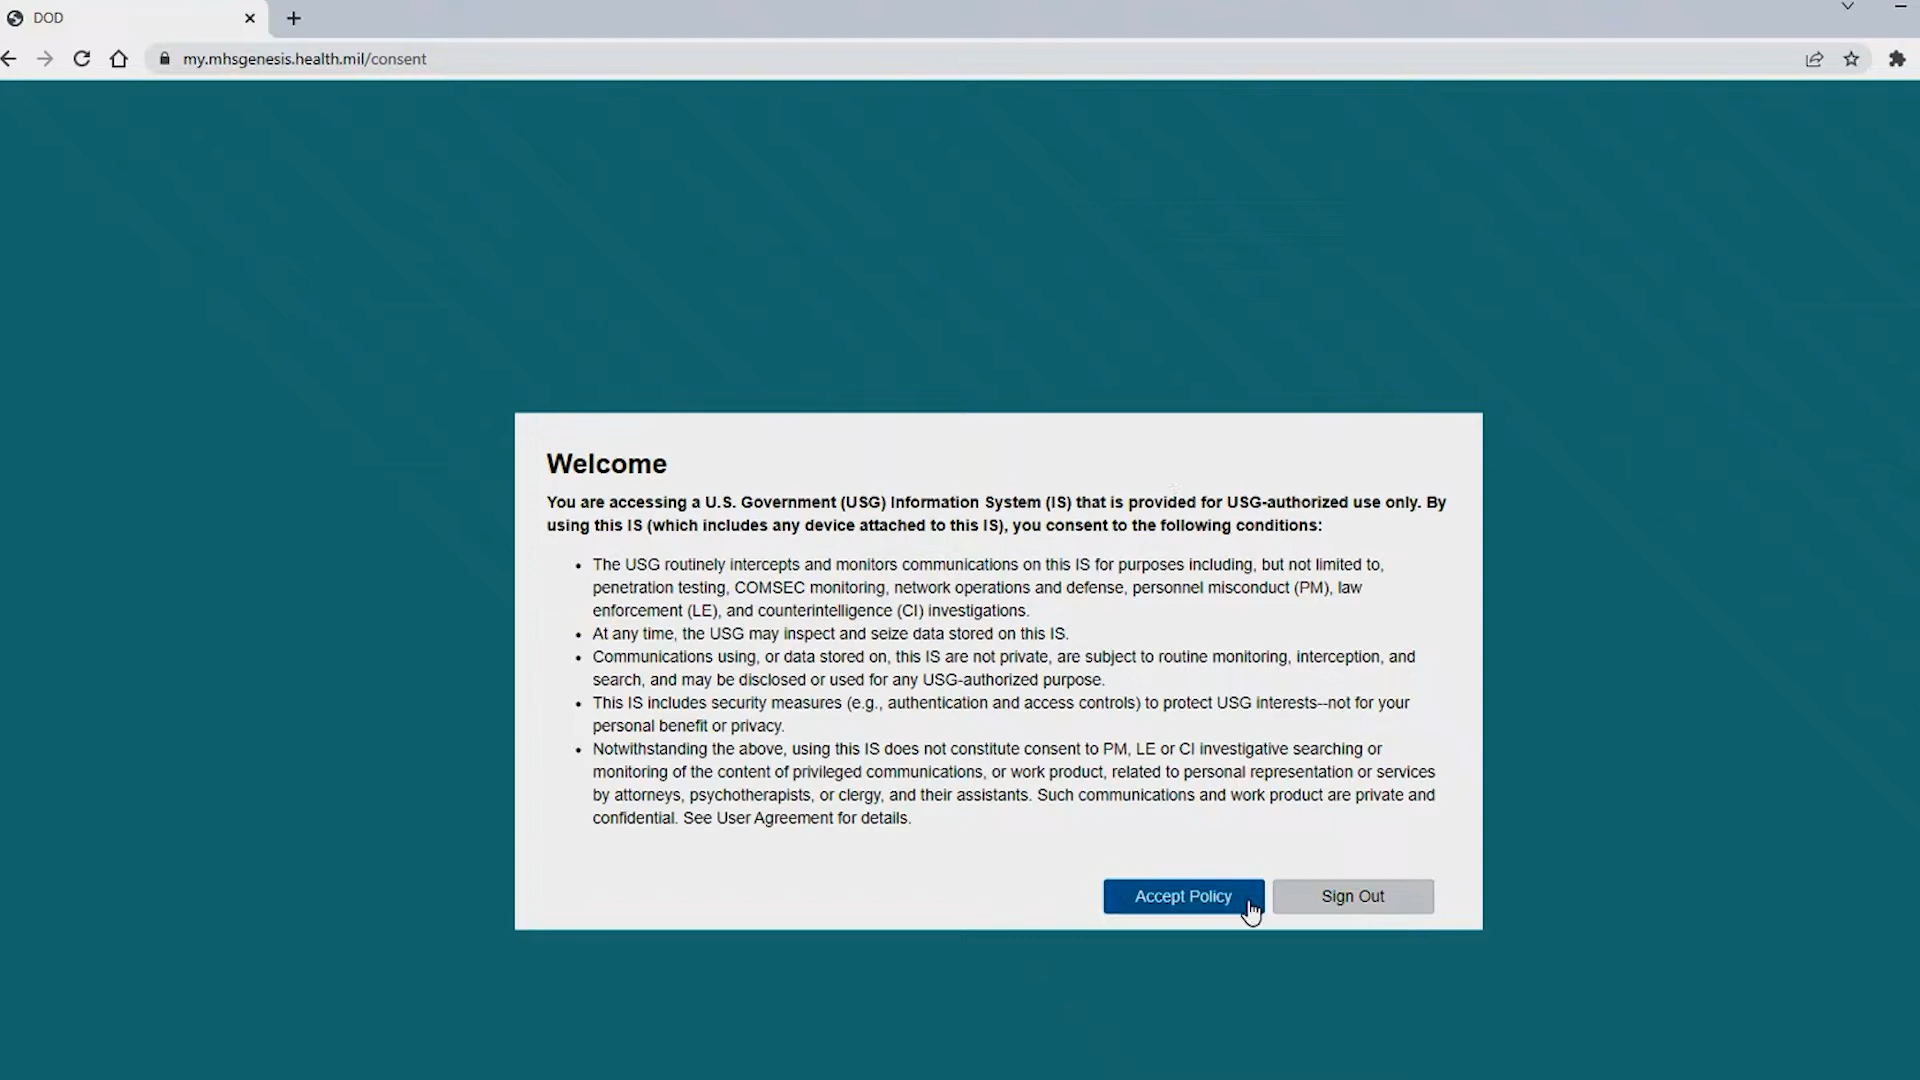 DOD
my.mhsgenesis.health.mil/consent
Welcome
You are accessing a U.S. Government (USG) Information System (IS) that is provided for USG-authorized use only. By
using this IS (which includes any device attached to this IS), you consent to the following conditions:
• The USG routinely intercepts and monitors communications on this IS for purposes including, but not limited to,
penetration testing, COMSEC monitoring, network operations and defense, personnel misconduct (PM), law
enforcement (LE), and counterintelligence (CI) investigations.
• At any time, the USG may inspect and seize data stored on this IS.
• Communications using, or data stored on, this IS are not private, are subject to routine monitoring, interception, and
search, and may be disclosed or used for any USG-authorized purpose.
• This IS includes security measures (e.g., authentication and access controls) to protect USG interests--not for your
personal benefit or privacy.
• Notwithstanding the above, using this IS does not constitute consent to PM, LE or CI investigative searching or
monitoring of the content of privileged communications, or work product, related to personal representation or services
by attorneys, psychotherapists, or clergy, and their assistants. Such communications and work product are private and
confidential. See User Agreement for details.
Accept Policy
Sign Out